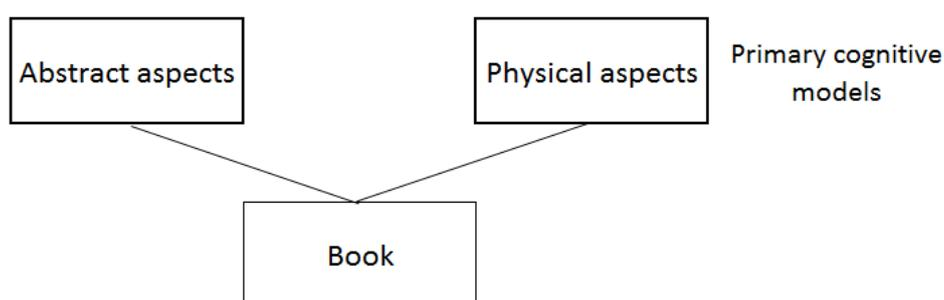 Abstract aspects
Physical aspects
Primary cognitive
models
Book